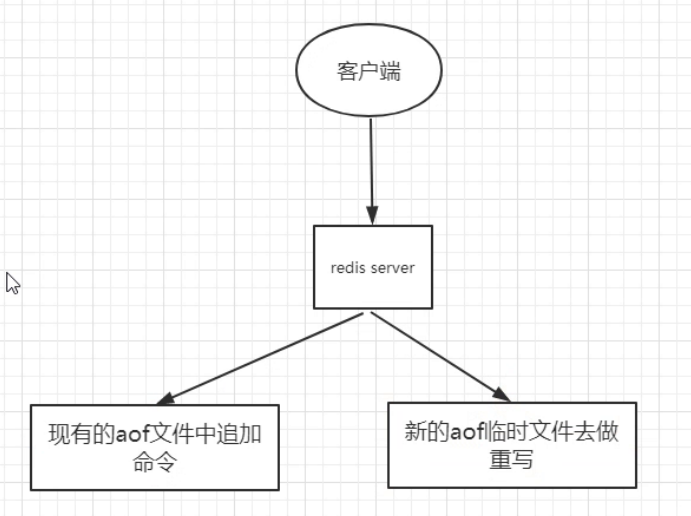 客户端
redis server
现有的aof文件中追加
命令
新的aof临时文件去做
重写